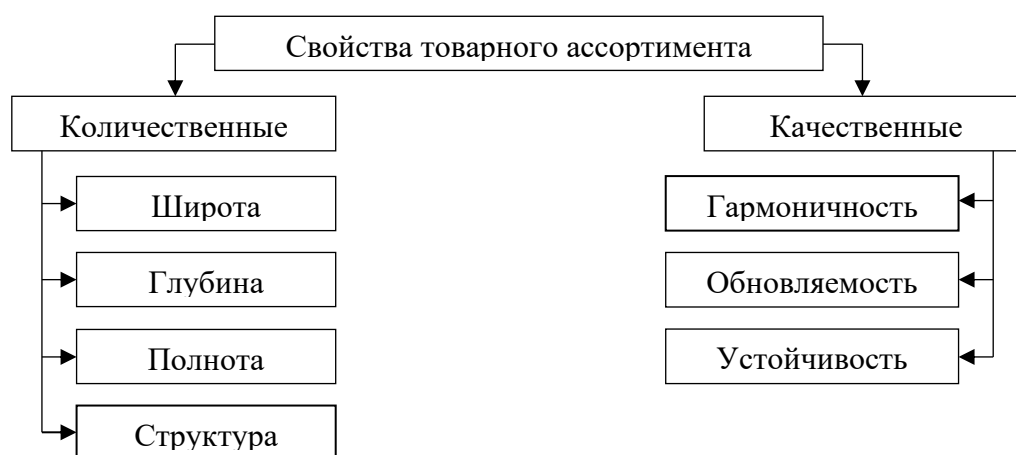 Свойства товарного ассортимента
Количественные
Качественные
Широта
Гармоничность
Глубина
Обновляемость
Полнота
Устойчивость
Структура